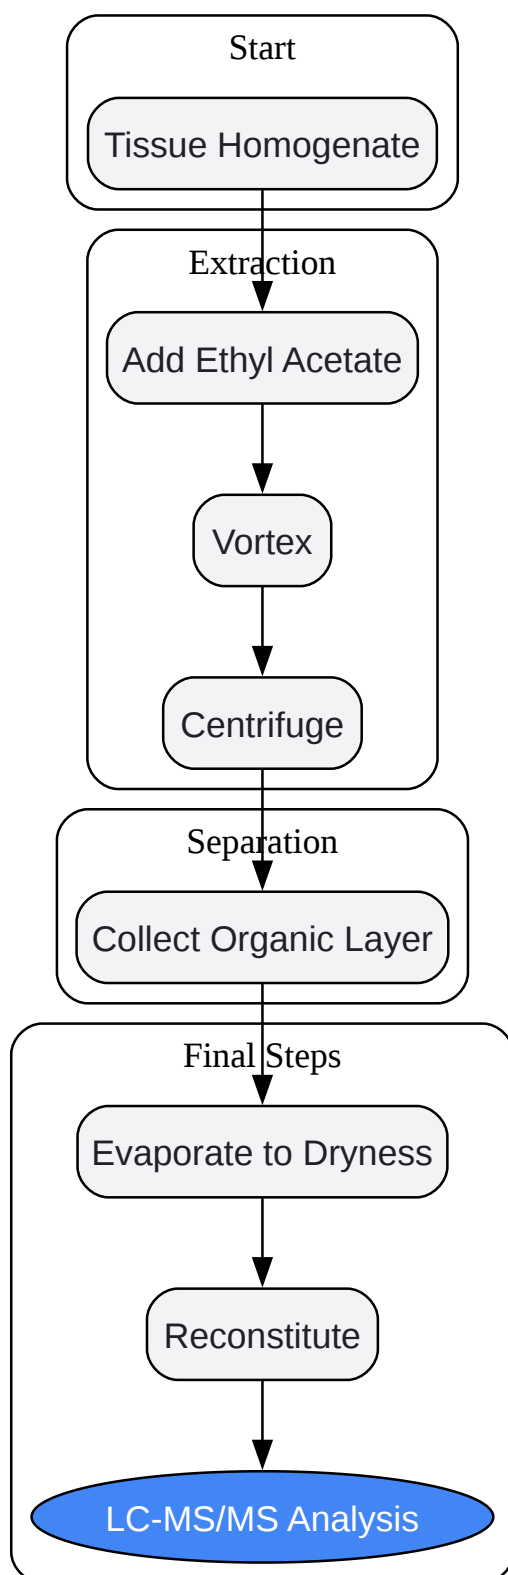 Start
Tissue Homogenate
Extraction
Add Ethyl Acetate
Vortex
Centrifuge
Separation
Collect Organic Layer
Final Steps
Evaporate to Dryness
Reconstitute
LC-MS/MS Analysis